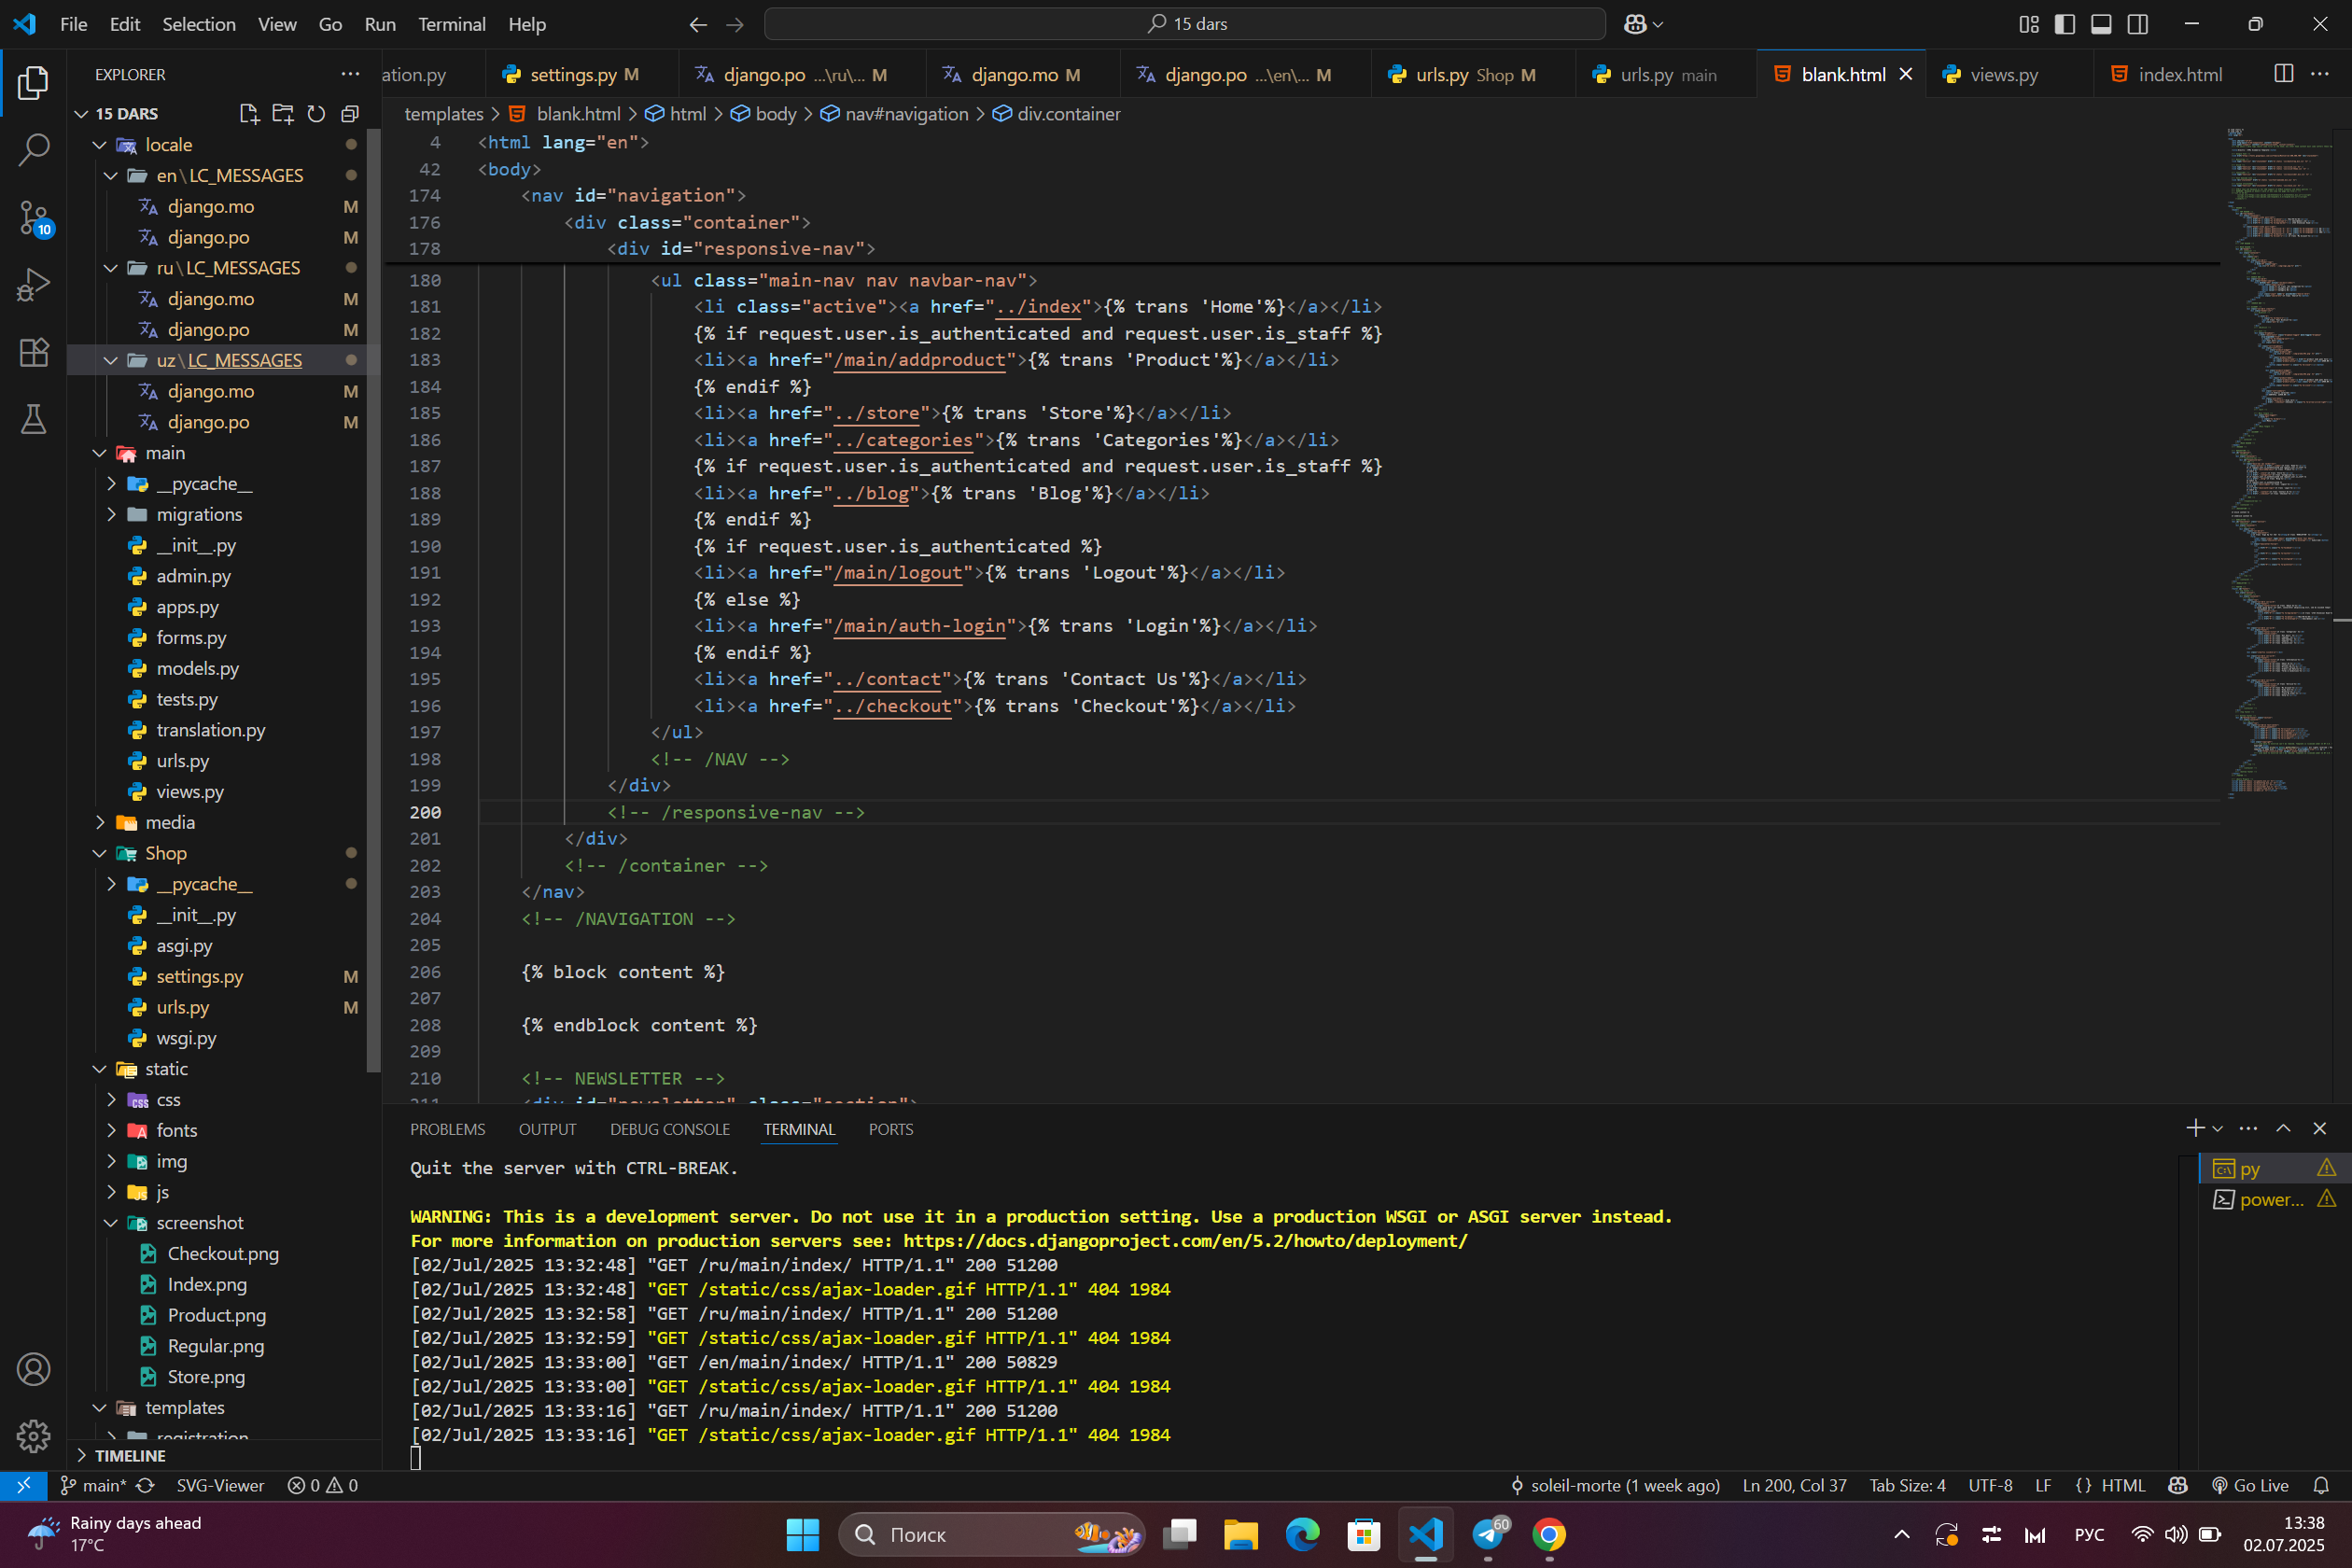 File Edit Selection View Go Run Terminal Help
15 dars
EXPLORER
15 DARS
locale
en\LC_MESSAGES
django.mo M
django.po M
ru\LC_MESSAGES
django.mo M
django.po M
uz\LC_MESSAGES
django.mo M
django.po M
main
__pycache__
migrations
__init__.py
admin.py
apps.py
forms.py
models.py
tests.py
translation.py
urls.py
views.py
media
Shop
__pycache__
__init__.py
asgi.py
settings.py M
urls.py M
wsgi.py
static
css
fonts
img
js
screenshot
Checkout.png
Index.png
Product.png
Regular.png
Store.png
templates
registration
TIMELINE
10
ation.py settings.py M django.po ...\ru\... M django.mo M django.po ...\en\... M urls.py Shop M urls.py main blank.html views.py index.html
templates > blank.html > html > body > nav#navigation > div.container
4 <html lang="en">
42 <body>
174 <nav id="navigation">
176 <div class="container">
178 <div id="responsive-nav">
180 <ul class="main-nav nav navbar-nav">
181 <li class="active"><a href="../index">{% trans 'Home'%}</a></li>
182 {% if request.user.is_authenticated and request.user.is_staff %}
183 <li><a href="/main/addproduct">{% trans 'Product'%}</a></li>
184 {% endif %}
185 <li><a href="../store">{% trans 'Store'%}</a></li>
186 <li><a href="../categories">{% trans 'Categories'%}</a></li>
187 {% if request.user.is_authenticated and request.user.is_staff %}
188 <li><a href="../blog">{% trans 'Blog'%}</a></li>
189 {% endif %}
190 {% if request.user.is_authenticated %}
191 <li><a href="/main/logout">{% trans 'Logout'%}</a></li>
192 {% else %}
193 <li><a href="/main/auth-login">{% trans 'Login'%}</a></li>
194 {% endif %}
195 <li><a href="../contact">{% trans 'Contact Us'%}</a></li>
196 <li><a href="../checkout">{% trans 'Checkout'%}</a></li>
197 </ul>
198 <!-- /NAV -->
199 </div>
200 <!-- /responsive-nav -->
201 </div>
202 <!-- /container -->
203 </nav>
204 <!-- /NAVIGATION -->
205
206 {% block content %}
207
208 {% endblock content %}
209
210 <!-- NEWSLETTER -->
211 <div id="newsletter" class="section">
PROBLEMS OUTPUT DEBUG CONSOLE TERMINAL PORTS
py
power...
Quit the server with CTRL-BREAK.
WARNING: This is a development server. Do not use it in a production setting. Use a production WSGI or ASGI server instead.
For more information on production servers see: https://docs.djangoproject.com/en/5.2/howto/deployment/
[02/Jul/2025 13:32:48] "GET /ru/main/index/ HTTP/1.1" 200 51200
[02/Jul/2025 13:32:48] "GET /static/css/ajax-loader.gif HTTP/1.1" 404 1984
[02/Jul/2025 13:32:58] "GET /ru/main/index/ HTTP/1.1" 200 51200
[02/Jul/2025 13:32:59] "GET /static/css/ajax-loader.gif HTTP/1.1" 404 1984
[02/Jul/2025 13:33:00] "GET /en/main/index/ HTTP/1.1" 200 50829
[02/Jul/2025 13:33:00] "GET /static/css/ajax-loader.gif HTTP/1.1" 404 1984
[02/Jul/2025 13:33:16] "GET /ru/main/index/ HTTP/1.1" 200 51200
[02/Jul/2025 13:33:16] "GET /static/css/ajax-loader.gif HTTP/1.1" 404 1984
main* SVG-Viewer 0 0 soleil-morte (1 week ago) Ln 200, Col 37 Tab Size: 4 UTF-8 LF {} HTML Go Live
Rainy days ahead
17°C
Поиск
60
РУС
13:38
02.07.2025